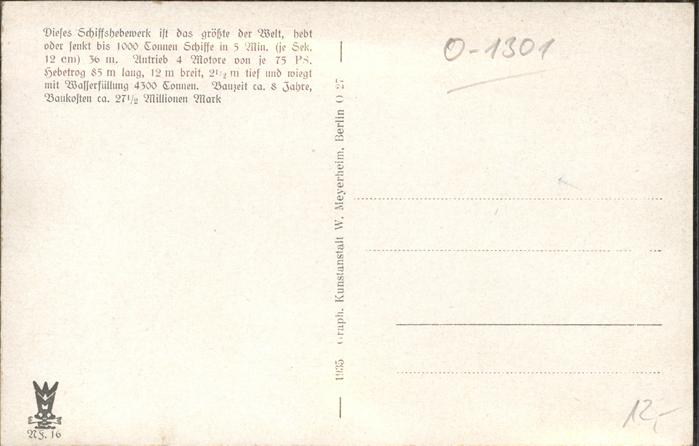 Dieses Schiffshebewerk ist das größte der Welt, hebt
oder senkt bis 1000 Tonnen Schiffe in 5 Min. (je Sek.
12 cm) 36 m. Antrieb 4 Motore von je 75 PS.
Hebetrog 85 m lang, 12 m breit, 2½ m tief und wiegt
mit Wasserfüllung 4300 Tonnen. Bauzeit ca. 8 Jahre,
Baukosten ca. 27½ Millionen Mark
O-1301
1935 Graph. Kunstanstalt W. Meyerheim, Berlin O 27
12,-
Nf. 16